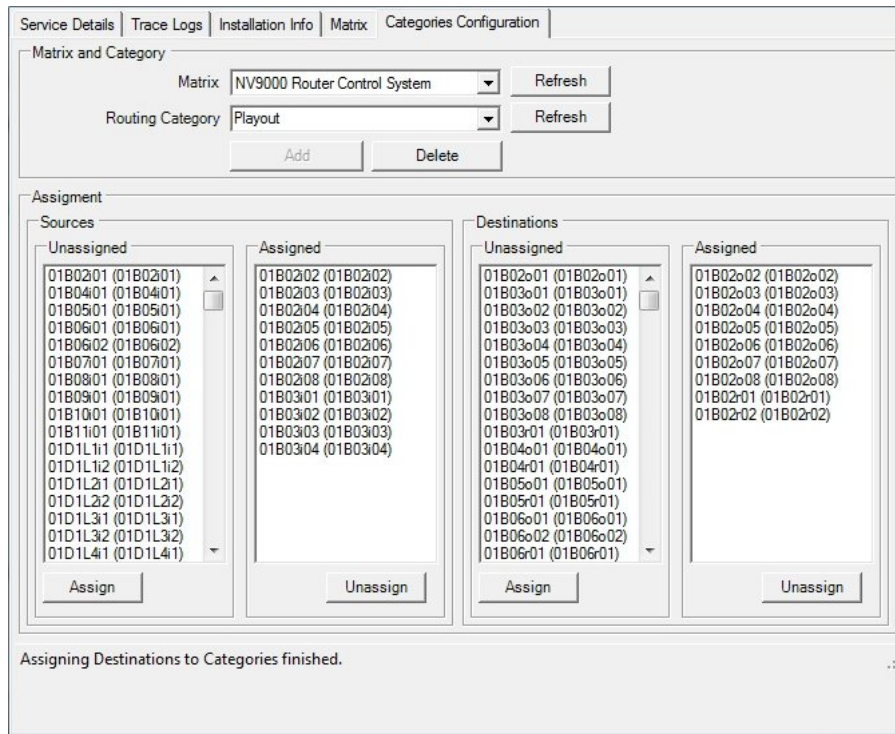 Service Details Trace Logs Installation Info Matrix Categories Configuration
Matrix and Category
Matrix NV9000 Router Control System Refresh
Routing Category Playout Refresh
Add Delete
Assigment
Sources
Unassigned
01B02i01 (01B02i01)
01B04i01 (01B04i01)
01B05i01 (01B05i01)
01B06i01 (01B06i01)
01B06i02 (01B06i02)
01B07i01 (01B07i01)
01B08i01 (01B08i01)
01B09i01 (01B09i01)
01B10i01 (01B10i01)
01B11i01 (01B11i01)
01D1L1i1 (01D1L1i1)
01D1L1i2 (01D1L1i2)
01D1L2i1 (01D1L2i1)
01D1L2i2 (01D1L2i2)
01D1L3i1 (01D1L3i1)
01D1L3i2 (01D1L3i2)
01D1L4i1 (01D1L4i1)
Assign
Assigned
01B02i02 (01B02i02)
01B02i03 (01B02i03)
01B02i04 (01B02i04)
01B02i05 (01B02i05)
01B02i06 (01B02i06)
01B02i07 (01B02i07)
01B02i08 (01B02i08)
01B03i01 (01B03i01)
01B03i02 (01B03i02)
01B03i03 (01B03i03)
01B03i04 (01B03i04)
Unassign
Destinations
Unassigned
01B02o01 (01B02o01)
01B03o01 (01B03o01)
01B03o02 (01B03o02)
01B03o03 (01B03o03)
01B03o04 (01B03o04)
01B03o05 (01B03o05)
01B03o06 (01B03o06)
01B03o07 (01B03o07)
01B03o08 (01B03o08)
01B03r01 (01B03r01)
01B04o01 (01B04o01)
01B04r01 (01B04r01)
01B05o01 (01B05o01)
01B05r01 (01B05r01)
01B06o01 (01B06o01)
01B06o02 (01B06o02)
01B06r01 (01B06r01)
Assign
Assigned
01B02o02 (01B02o02)
01B02o03 (01B02o03)
01B02o04 (01B02o04)
01B02o05 (01B02o05)
01B02o06 (01B02o06)
01B02o07 (01B02o07)
01B02o08 (01B02o08)
01B02r01 (01B02r01)
01B02r02 (01B02r02)
Unassign
Assigning Destinations to Categories finished.